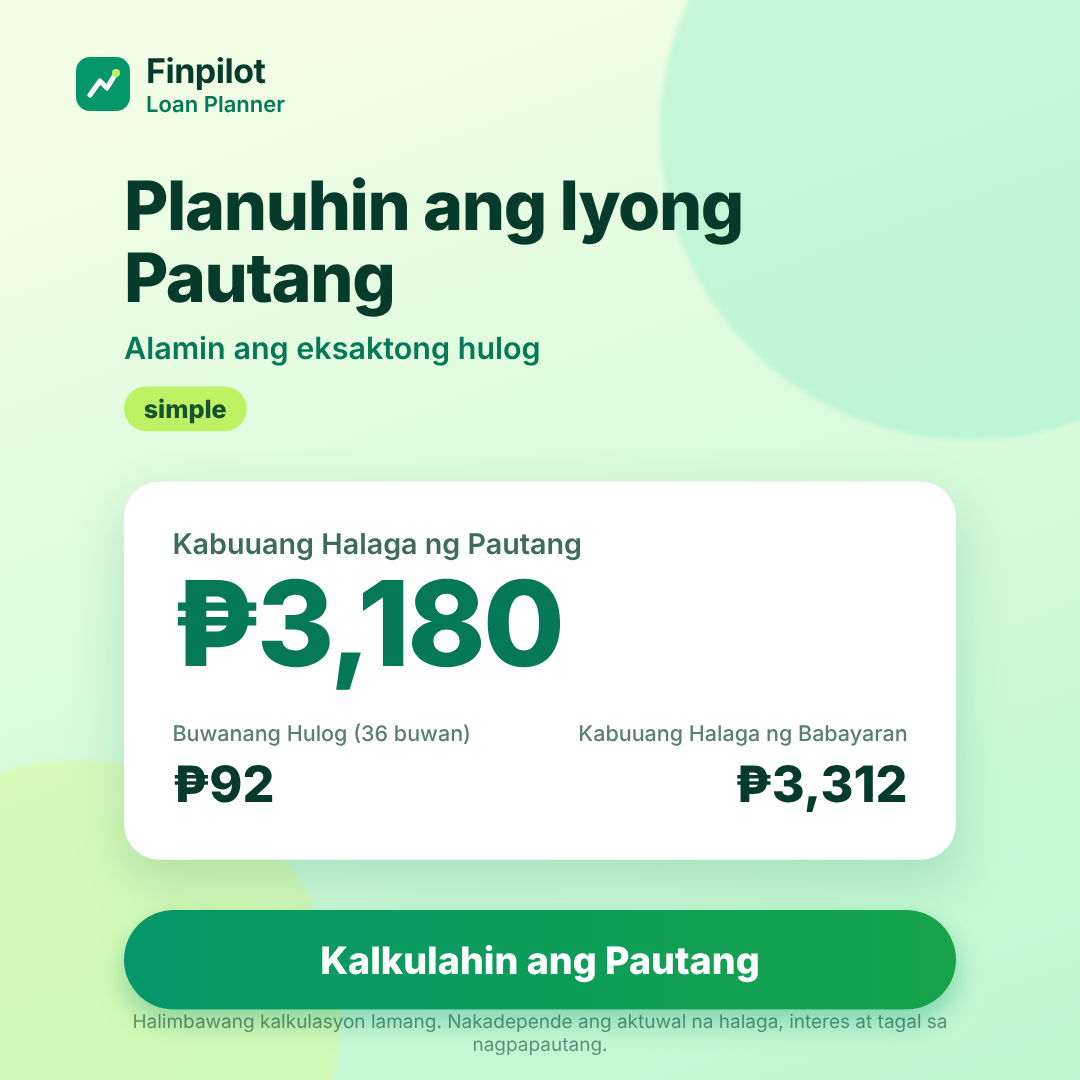 Finpilot
Loan Planner
Planuhin ang Iyong
Pautang
Alamin ang eksaktong hulog
simple
Kabuuang Halaga ng Pautang
₱3,180
Buwanang Hulog (36 buwan)
₱92
Kabuuang Halaga ng Babayaran
₱3,312
Kalkulahin ang Pautang
Halimbawang kalkulasyon lamang. Nakadepende ang aktuwal na halaga, interes at tagal sa
nagpapautang.